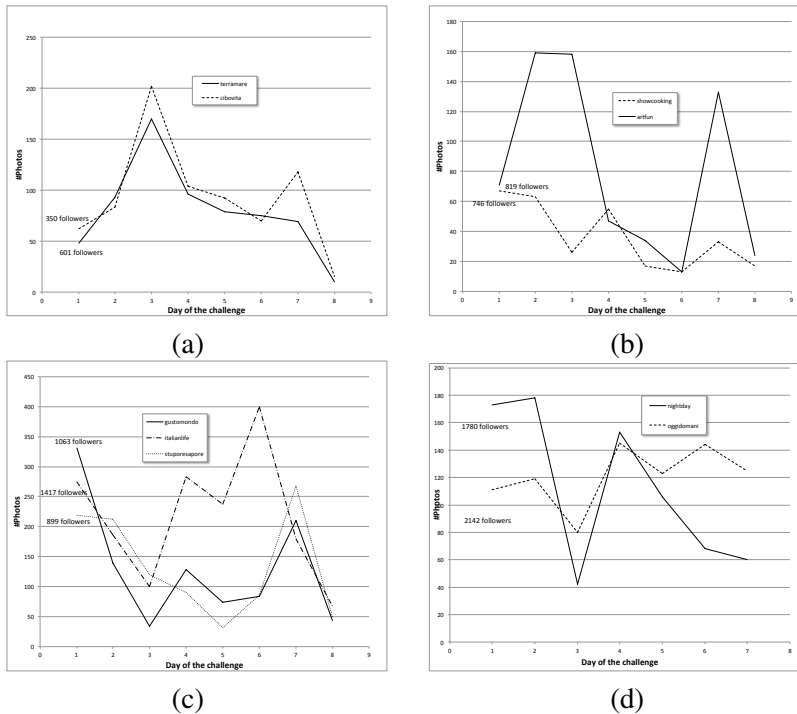 250
200
150
100
50
0
#Photos
terramare
cibovita
350 followers
601 followers
0 1 2 3 4 5 6 7 8 9
Day of the challenge
(a)
180
160
140
120
100
80
60
40
20
0
#Photos
showcooking
artfun
819 followers
746 followers
0 1 2 3 4 5 6 7 8 9
Day of the challenge
(b)
450
400
350
300
250
200
150
100
50
0
#Photos
gustomondo
italianlife
stuporesapore
1063 followers
1417 followers
899 followers
0 1 2 3 4 5 6 7 8 9
Day of the challenge
(c)
200
180
160
140
120
100
80
60
40
20
0
#Photos
nightday
oggidomani
1780 followers
2142 followers
0 1 2 3 4 5 6 7 8
Day of the challenge
(d)